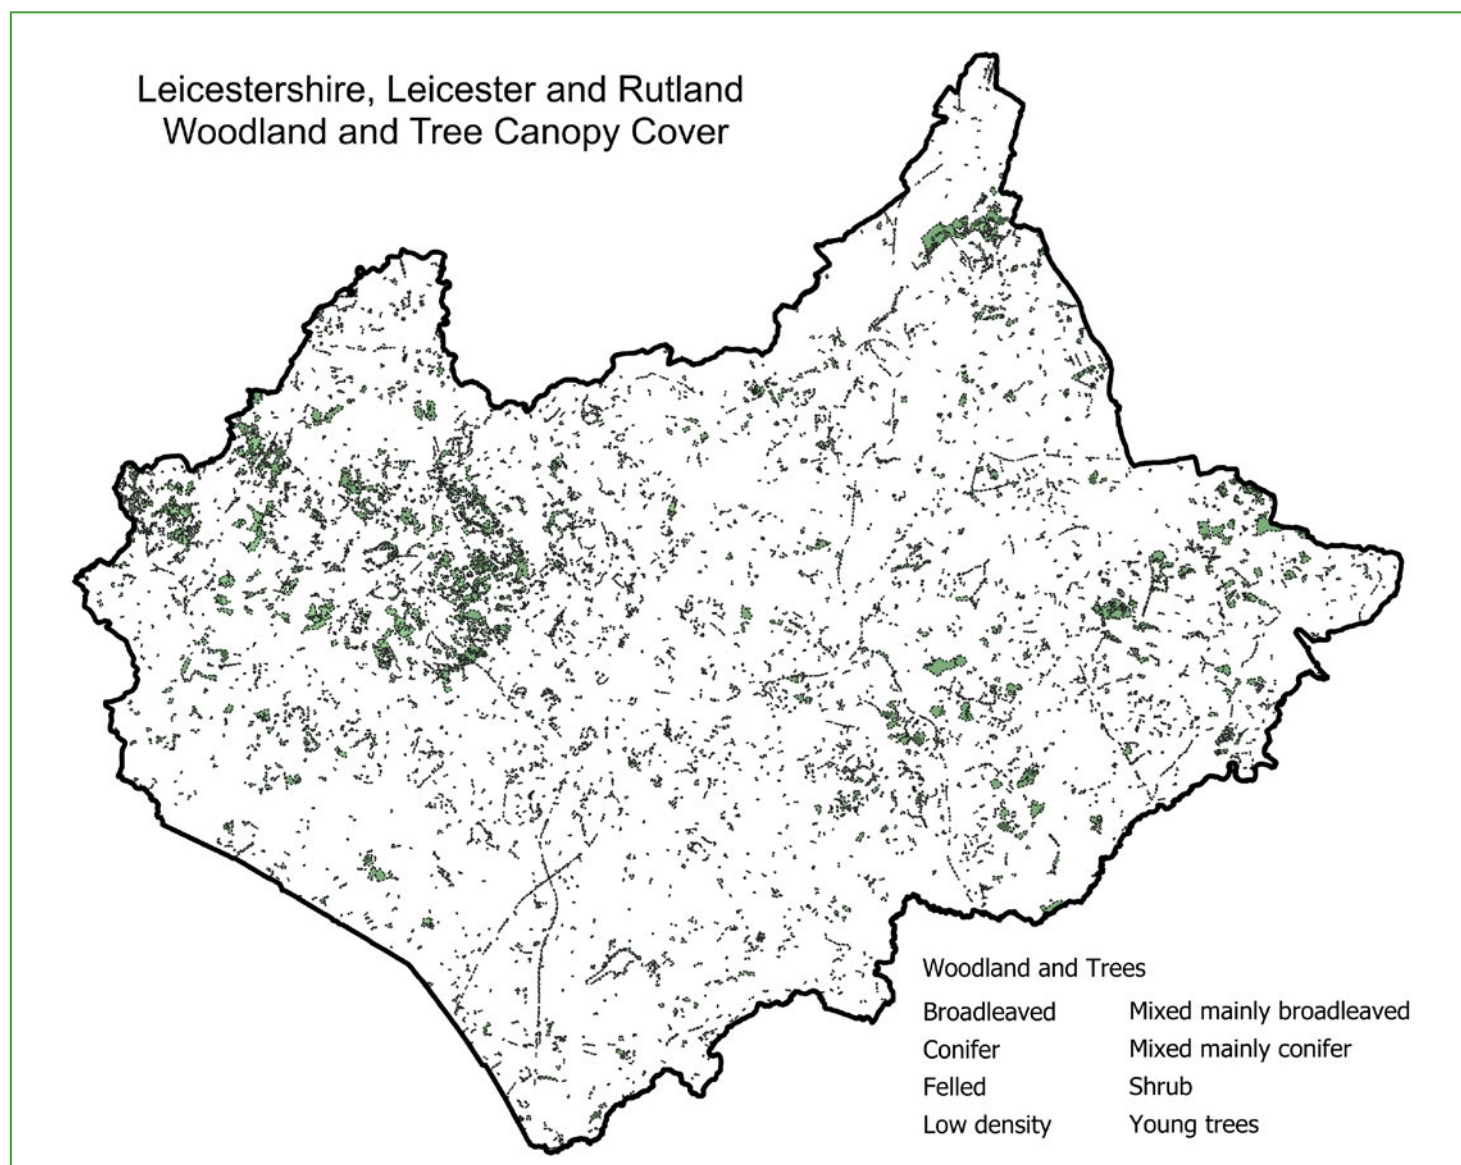 Leicestershire, Leicester and Rutland
Woodland and Tree Canopy Cover
Woodland and Trees
Broadleaved
Mixed mainly broadleaved
Conifer
Mixed mainly conifer
Felled
Shrub
Low density
Young trees